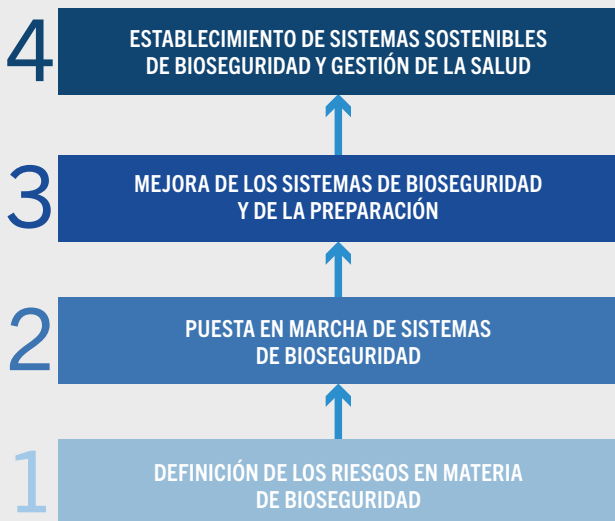 4
ESTABLECIMIENTO DE SISTEMAS SOSTENIBLES
DE BIOSEGURIDAD Y GESTIÓN DE LA SALUD
3
MEJORA DE LOS SISTEMAS DE BIOSEGURIDAD
Y DE LA PREPARACIÓN
2
PUESTA EN MARCHA DE SISTEMAS
DE BIOSEGURIDAD
1
DEFINICIÓN DE LOS RIESGOS EN MATERIA
DE BIOSEGURIDAD